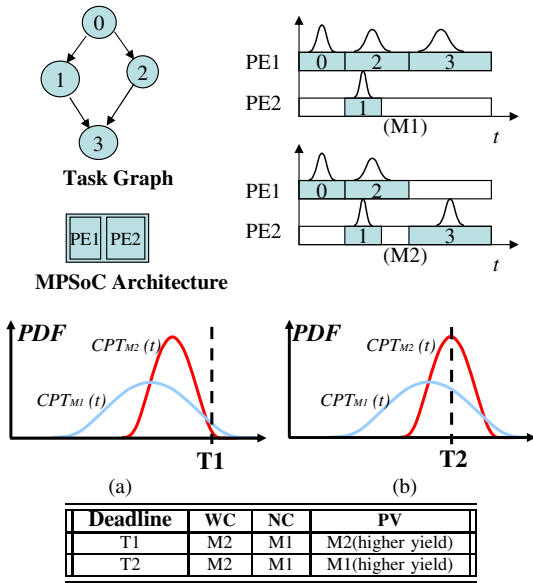 0
1
2
3
Task Graph
PE1 PE2
MPSoC Architecture
PE1
0 2 3
PE2
1
(M1)
t
PE1
0 2
PE2
1 3
(M2)
t
PDF
CPTM2 (t)
CPTM1 (t)
T1
(a)
PDF
CPTM2 (t)
CPTM1 (t)
T2
(b)
Deadline WC NC PV
T1 M2 M1 M2(higher yield)
T2 M2 M1 M1(higher yield)